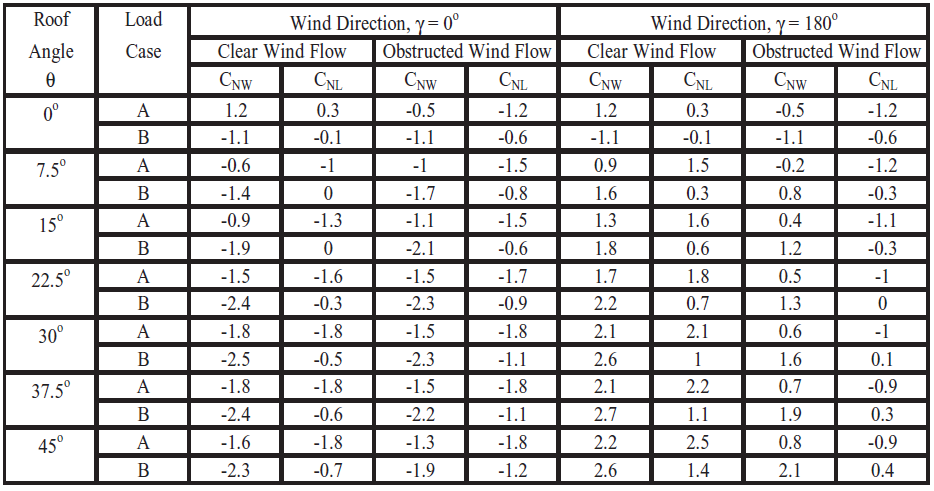 Roof Angle θ Load Case Wind Direction, γ = 0° Wind Direction, γ = 180°
Clear Wind Flow Obstructed Wind Flow Clear Wind Flow Obstructed Wind Flow
CNW CNL CNW CNL CNW CNL CNW CNL
0° A 1.2 0.3 -0.5 -1.2 1.2 0.3 -0.5 -1.2
B -1.1 -0.1 -1.1 -0.6 -1.1 -0.1 -1.1 -0.6
7.5° A -0.6 -1 -1 -1.5 0.9 1.5 -0.2 -1.2
B -1.4 0 -1.7 -0.8 1.6 0.3 0.8 -0.3
15° A -0.9 -1.3 -1.1 -1.5 1.3 1.6 0.4 -1.1
B -1.9 0 -2.1 -0.6 1.8 0.6 1.2 -0.3
22.5° A -1.5 -1.6 -1.5 -1.7 1.7 1.8 0.5 -1
B -2.4 -0.3 -2.3 -0.9 2.2 0.7 1.3 0
30° A -1.8 -1.8 -1.5 -1.8 2.1 2.1 0.6 -1
B -2.5 -0.5 -2.3 -1.1 2.6 1 1.6 0.1
37.5° A -1.8 -1.8 -1.5 -1.8 2.1 2.2 0.7 -0.9
B -2.4 -0.6 -2.2 -1.1 2.7 1.1 1.9 0.3
45° A -1.6 -1.8 -1.3 -1.8 2.2 2.5 0.8 -0.9
B -2.3 -0.7 -1.9 -1.2 2.6 1.4 2.1 0.4